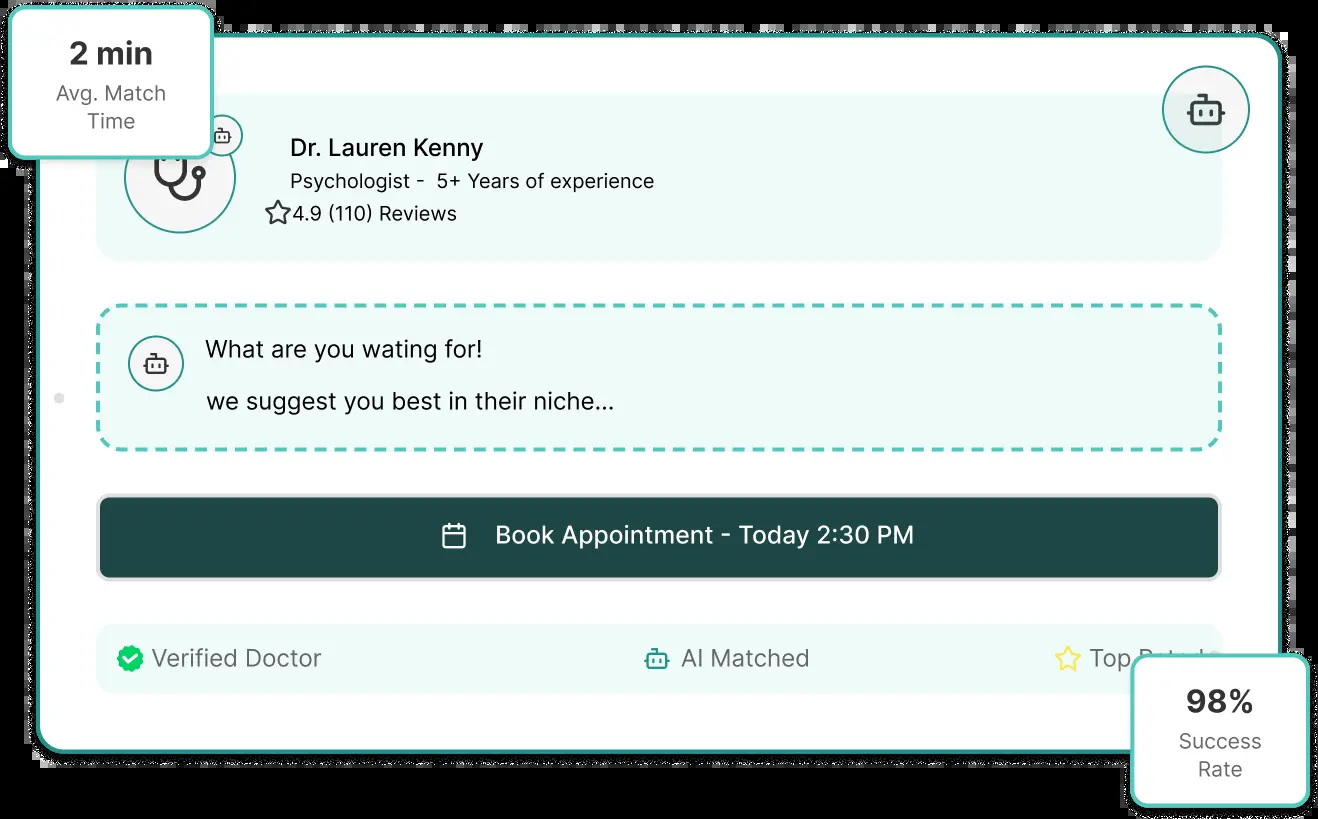 2 min
Avg. Match
Time
Dr. Lauren Kenny
Psychologist - 5+ Years of experience
4.9 (110) Reviews
What are you wating for!
we suggest you best in their niche...
Book Appointment - Today 2:30 PM
Verified Doctor
AI Matched
Top
98%
Success
Rate